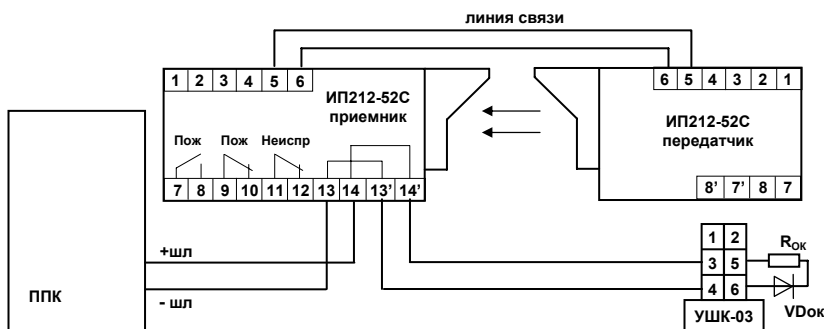 линия связи
1 2 3 4 5 6
6 5 4 3 2 1
ИП212-52С
приемник
ИП212-52С
передатчик
Пож Пож Неиспр
7 8 9 10 11 12 13 14 13' 14'
8' 7' 8 7
+шл
- шл
ППК
1 2
3 5
4 6
УШК-03
Rок
VDок